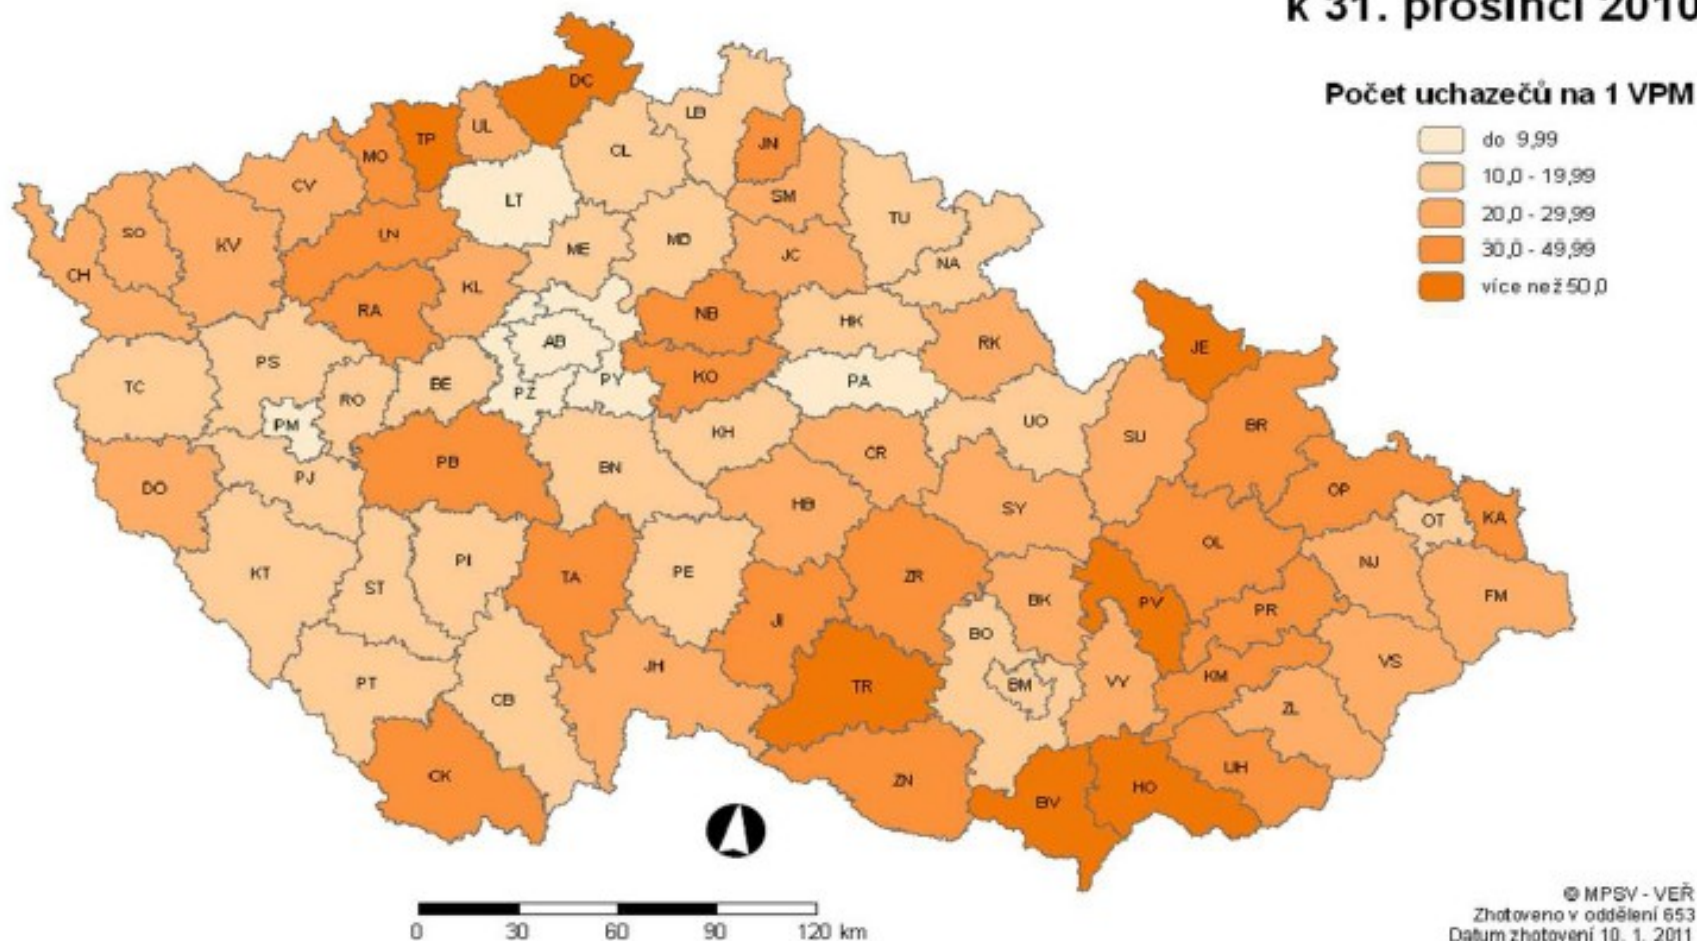 k 31. prosinci 2010
Počet uchazečů na 1 VPM
do 9,99
10,0 - 19,99
20,0 - 29,99
30,0 - 49,99
více než 50,0
DC
LB
TP
UL
JN
MO
CL
CV
SM
LT
TU
SO
LN
MB
KV
ME
JC
CH
NA
KL
RA
NB
HK
AB
RK
JE
PS
KO
PA
TC
BE
PZ
PY
RO
PM
UO
BR
KH
SU
CR
PB
BN
PJ
DO
OP
HB
SY
KA
OT
OL
PI
NJ
KT
TA
PE
ZR
ST
FM
BK
PV
PR
JI
BO
JH
VS
KM
PT
TR
BM
VY
CB
ZL
UH
CK
ZN
HO
BV
0 30 60 90 120 km
© MPSV - VEŘ
Zhotoveno v oddělení 653
Datum zhotovení 10. 1. 2011